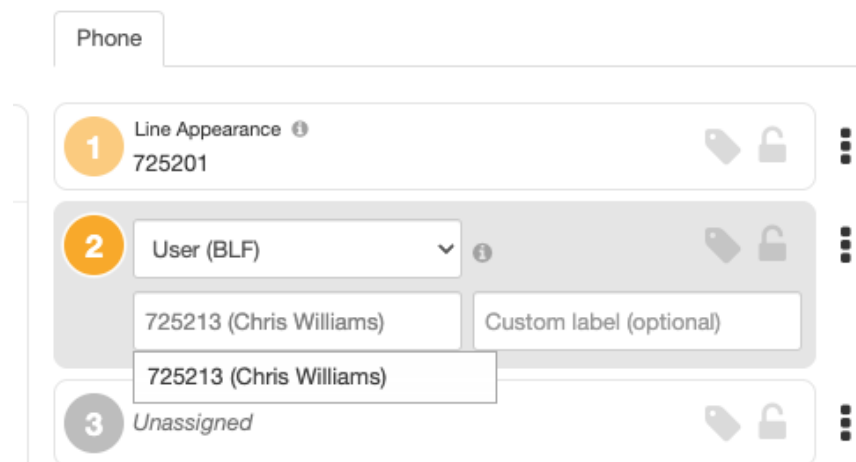 Phone
1
Line Appearance
725201
2
User (BLF)
725213 (Chris Williams)
Custom label (optional)
725213 (Chris Williams)
3
Unassigned